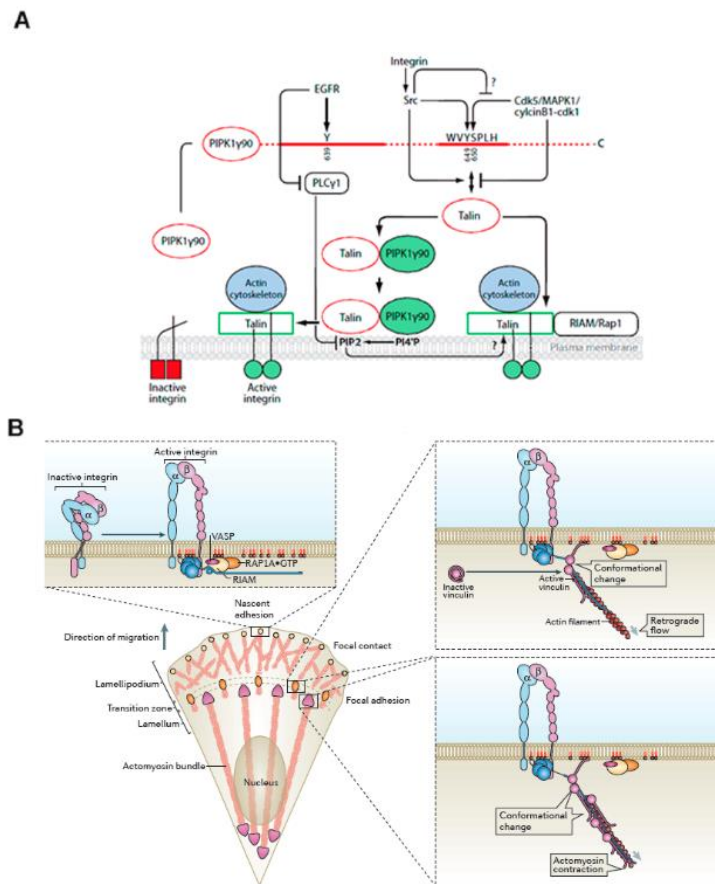 A
Integrin
?
EGFR
Src
Cdk5/MAPK1/
cylcinB1-cdk1
Y
WVYSPLH
PIPK1γ90
C
639
649
650
PLCγ1
Talin
PIPK1γ90
Talin
PIPK1γ90
Actin
cytoskeleton
Actin
cytoskeleton
Talin
Talin
PIPK1γ90
Talin
RIAM/Rap1
PIP2
PI4P
?
Plasma membrane
Inactive
integrin
Active
integrin
B
Active integrin
Inactive integrin
β
α
β
α
VASP
RAP1A•GTP
RIAM
Nascent
adhesion
Direction of migration
Focal contact
Lamellipodium
Transition zone
Focal adhesion
Lamellum
Actomyosin bundle
Nucleus
α
β
Conformational
change
Inactive
vinculin
Active
vinculin
Actin filament
Retrograde
flow
α
β
Conformational
change
Actomyosin
contraction